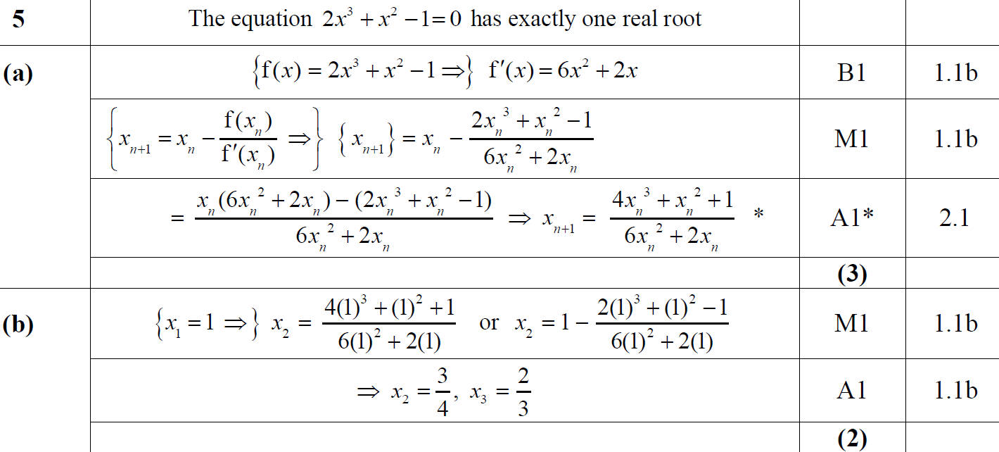 5 The equation $2x^3 + x^2 - 1 = 0$ has exactly one real root
(a) $\left\{f(x) = 2x^3 + x^2 - 1 \Rightarrow\right\}\ f'(x) = 6x^2 + 2x$ B1 1.1b
$\left\{x_{n+1} = x_n - \frac{f(x_n)}{f'(x_n)} \Rightarrow\right\}\ \left\{x_{n+1}\right\} = x_n - \frac{2x_n^3 + x_n^2 - 1}{6x_n^2 + 2x_n}$ M1 1.1b
$= \frac{x_n(6x_n^2 + 2x_n) - (2x_n^3 + x_n^2 - 1)}{6x_n^2 + 2x_n} \Rightarrow x_{n+1} = \frac{4x_n^3 + x_n^2 + 1}{6x_n^2 + 2x_n}$ * A1* 2.1
(3)
(b) $\left\{x_1 = 1 \Rightarrow\right\}\ x_2 = \frac{4(1)^3 + (1)^2 + 1}{6(1)^2 + 2(1)}$ or $x_2 = 1 - \frac{2(1)^3 + (1)^2 - 1}{6(1)^2 + 2(1)}$ M1 1.1b
$\Rightarrow x_2 = \frac{3}{4},\ x_3 = \frac{2}{3}$ A1 1.1b
(2)